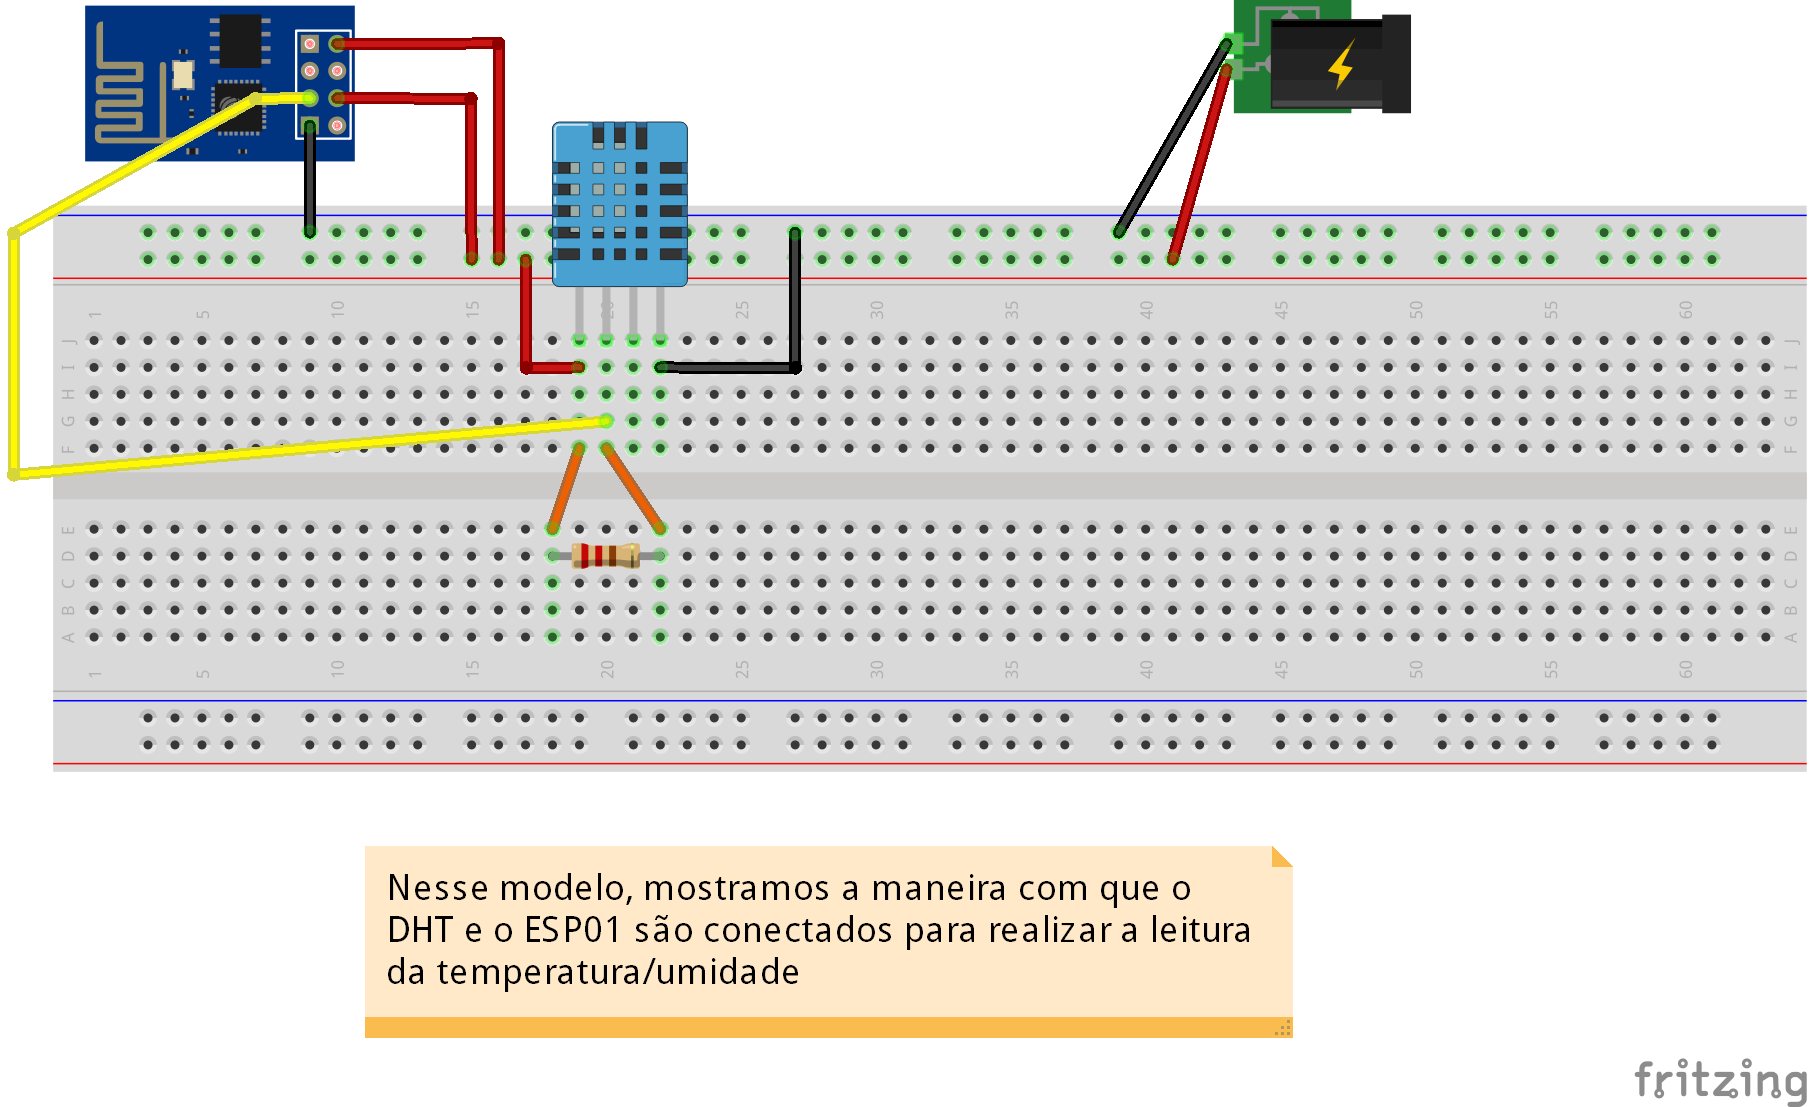 1 5 10 15 20 25 30 35 40 45 50 55 60
J J
I I
H H
G G
F F
E E
D D
C C
B B
A A
1 5 10 15 20 25 30 35 40 45 50 55 60
Nesse modelo, mostramos a maneira com que o
DHT e o ESP01 são conectados para realizar a leitura
da temperatura/umidade
fritzing